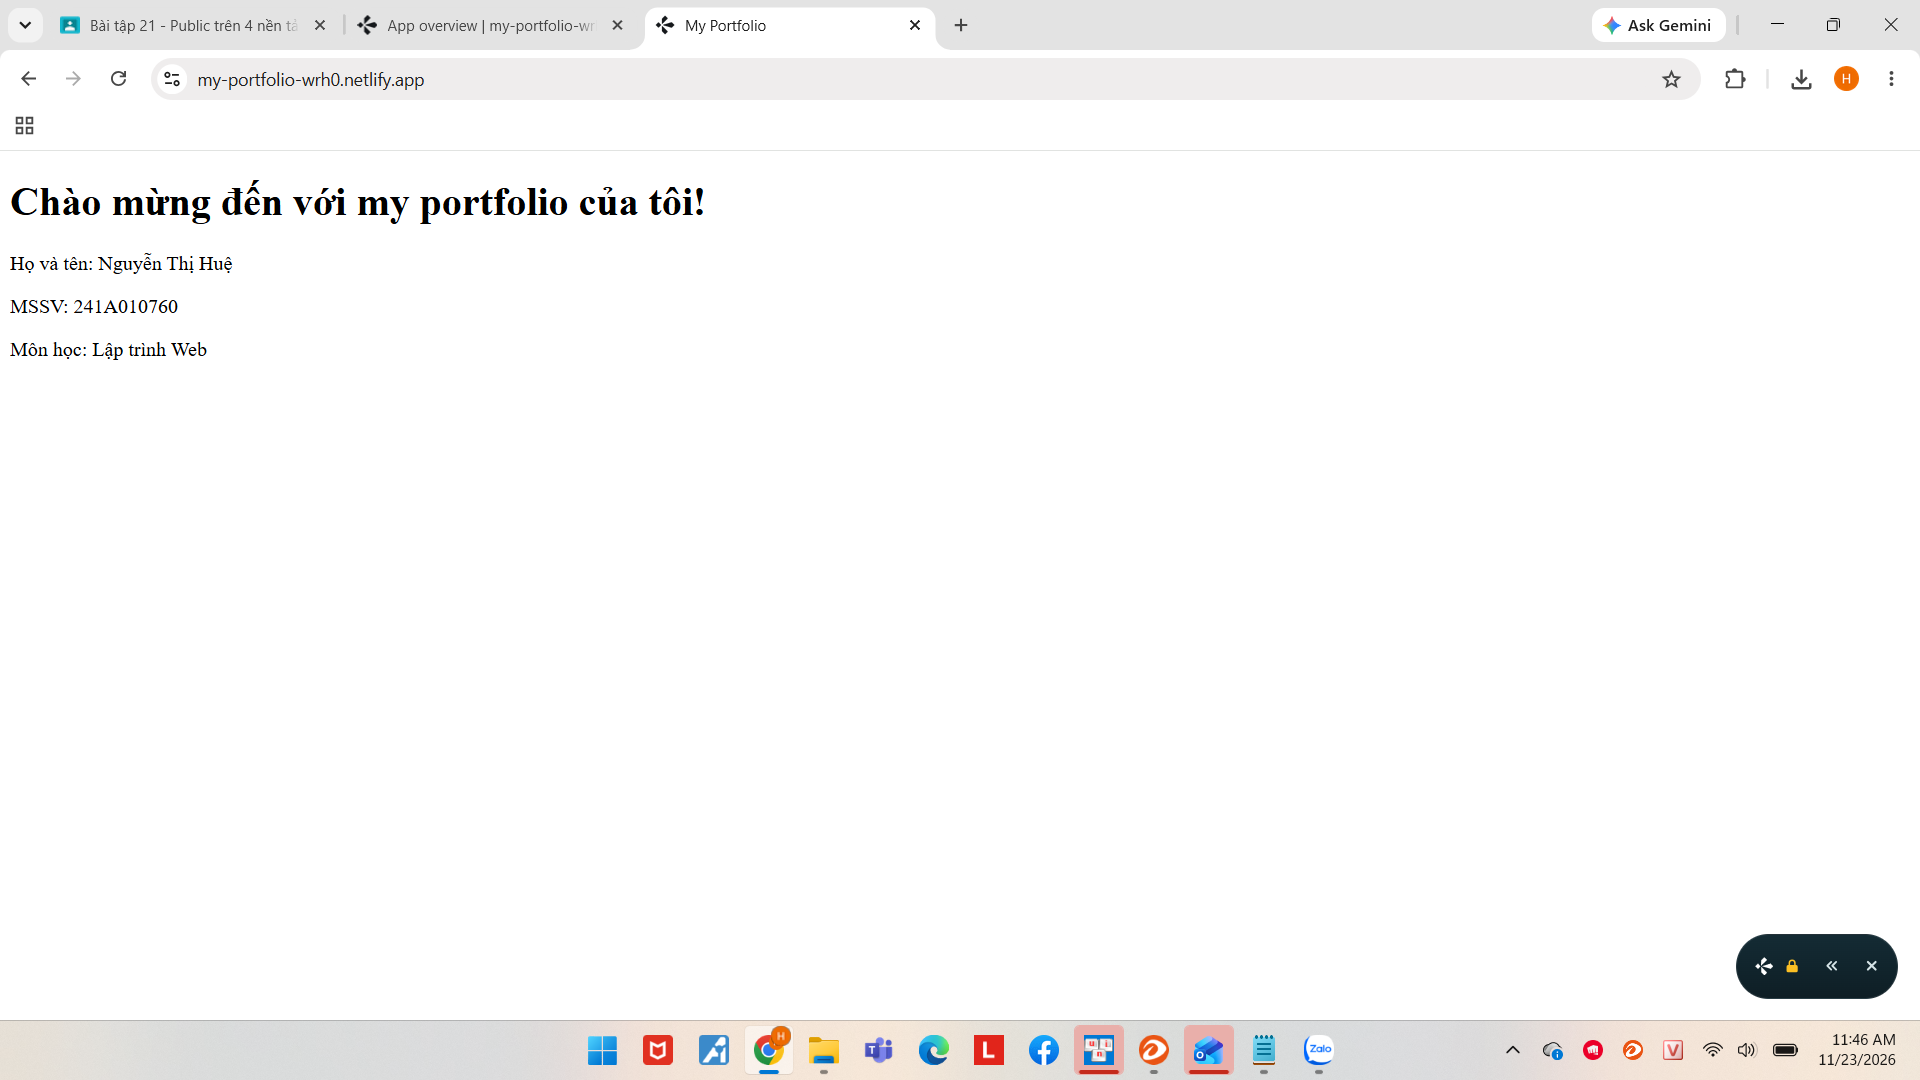 Bài tập 21 - Public trên 4 nền tả
App overview | my-portfolio-wr
My Portfolio
Ask Gemini
my-portfolio-wrh0.netlify.app
H
Chào mừng đến với my portfolio của tôi!
Họ và tên: Nguyễn Thị Huệ
MSSV: 241A010760
Môn học: Lập trình Web
H
Zalo
11:46 AM
11/23/2026